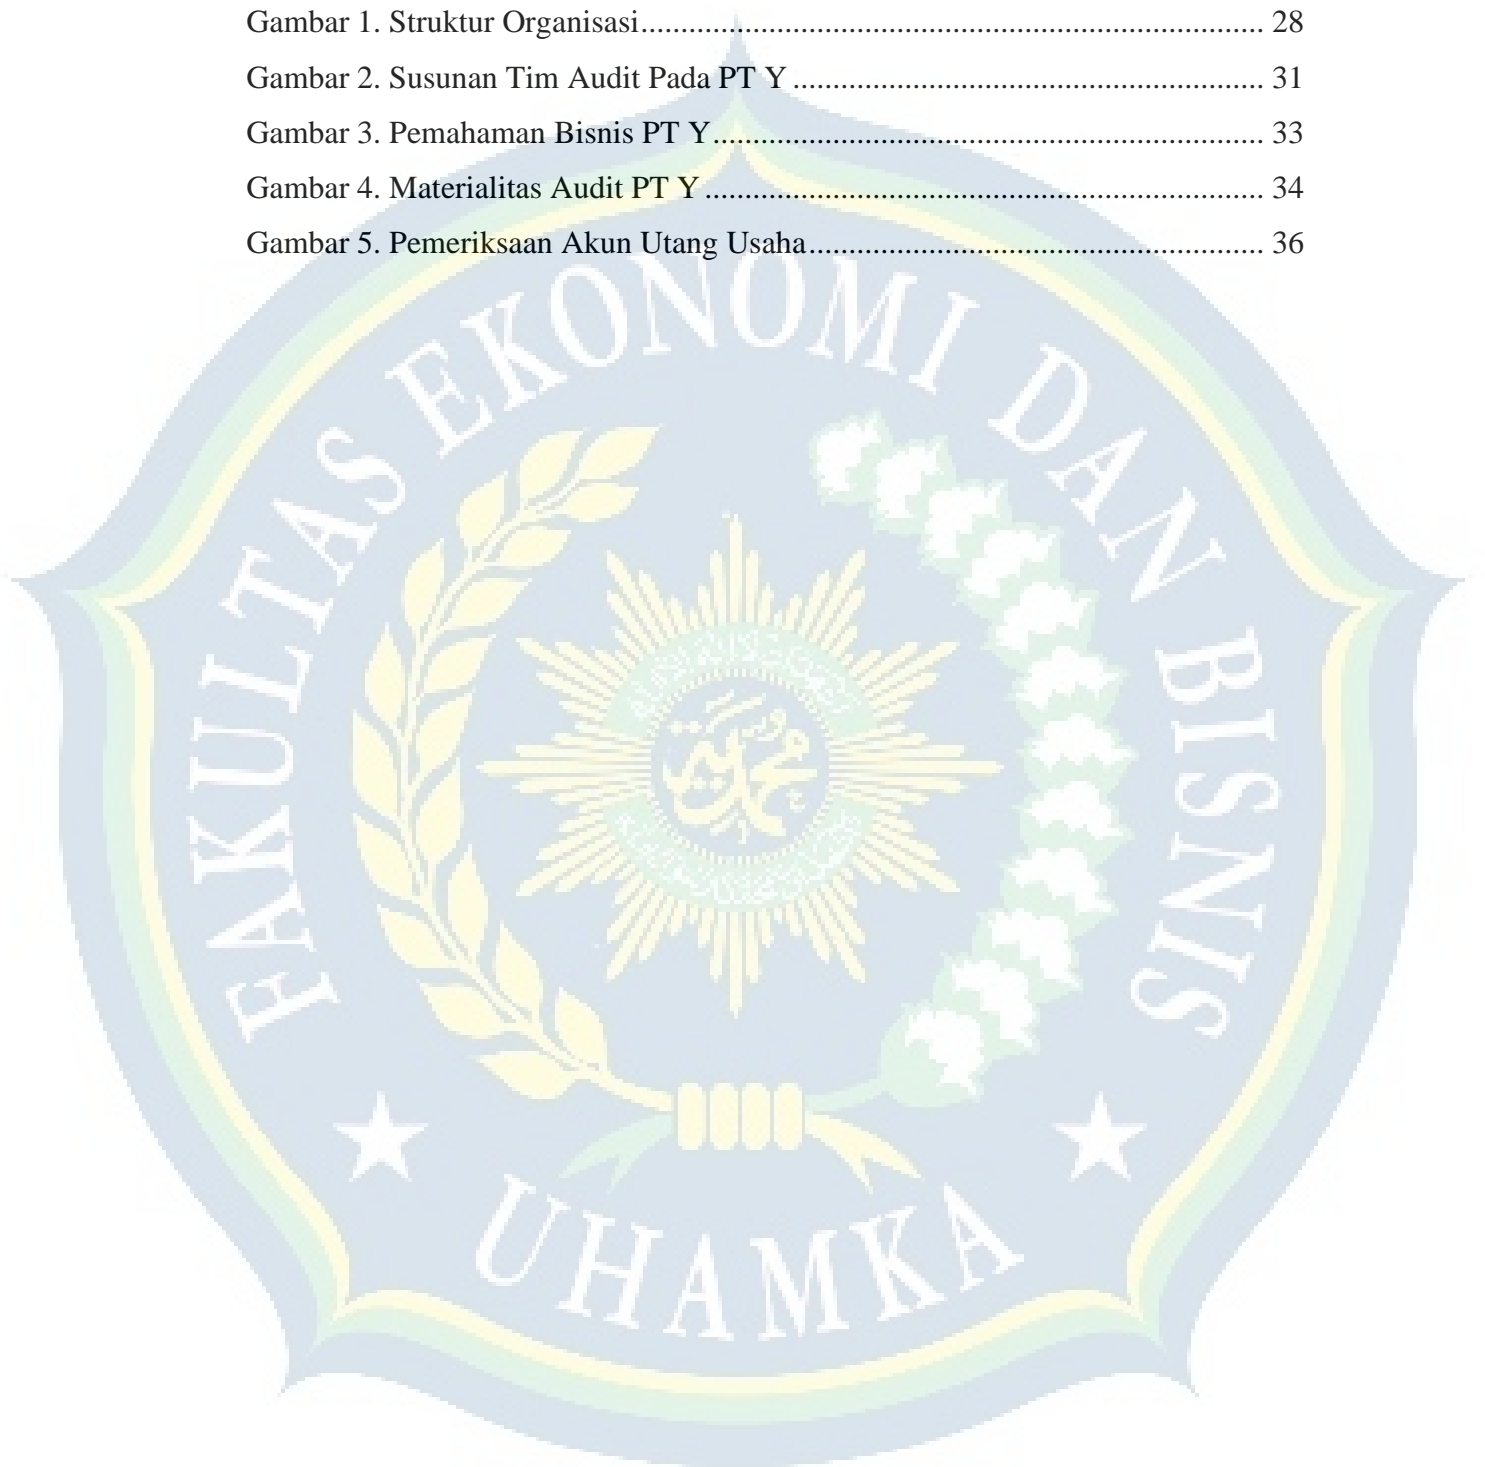 Gambar 1. Struktur Organisasi............................................................................... 28
Gambar 2. Susunan Tim Audit Pada PT Y ............................................................ 31
Gambar 3. Pemahaman Bisnis PT Y...................................................................... 33
Gambar 4. Materialitas Audit PT Y ....................................................................... 34
Gambar 5. Pemeriksaan Akun Utang Usaha.......................................................... 36
FAKULTAS EKONOMI DAN BISNIS
UHAMKA